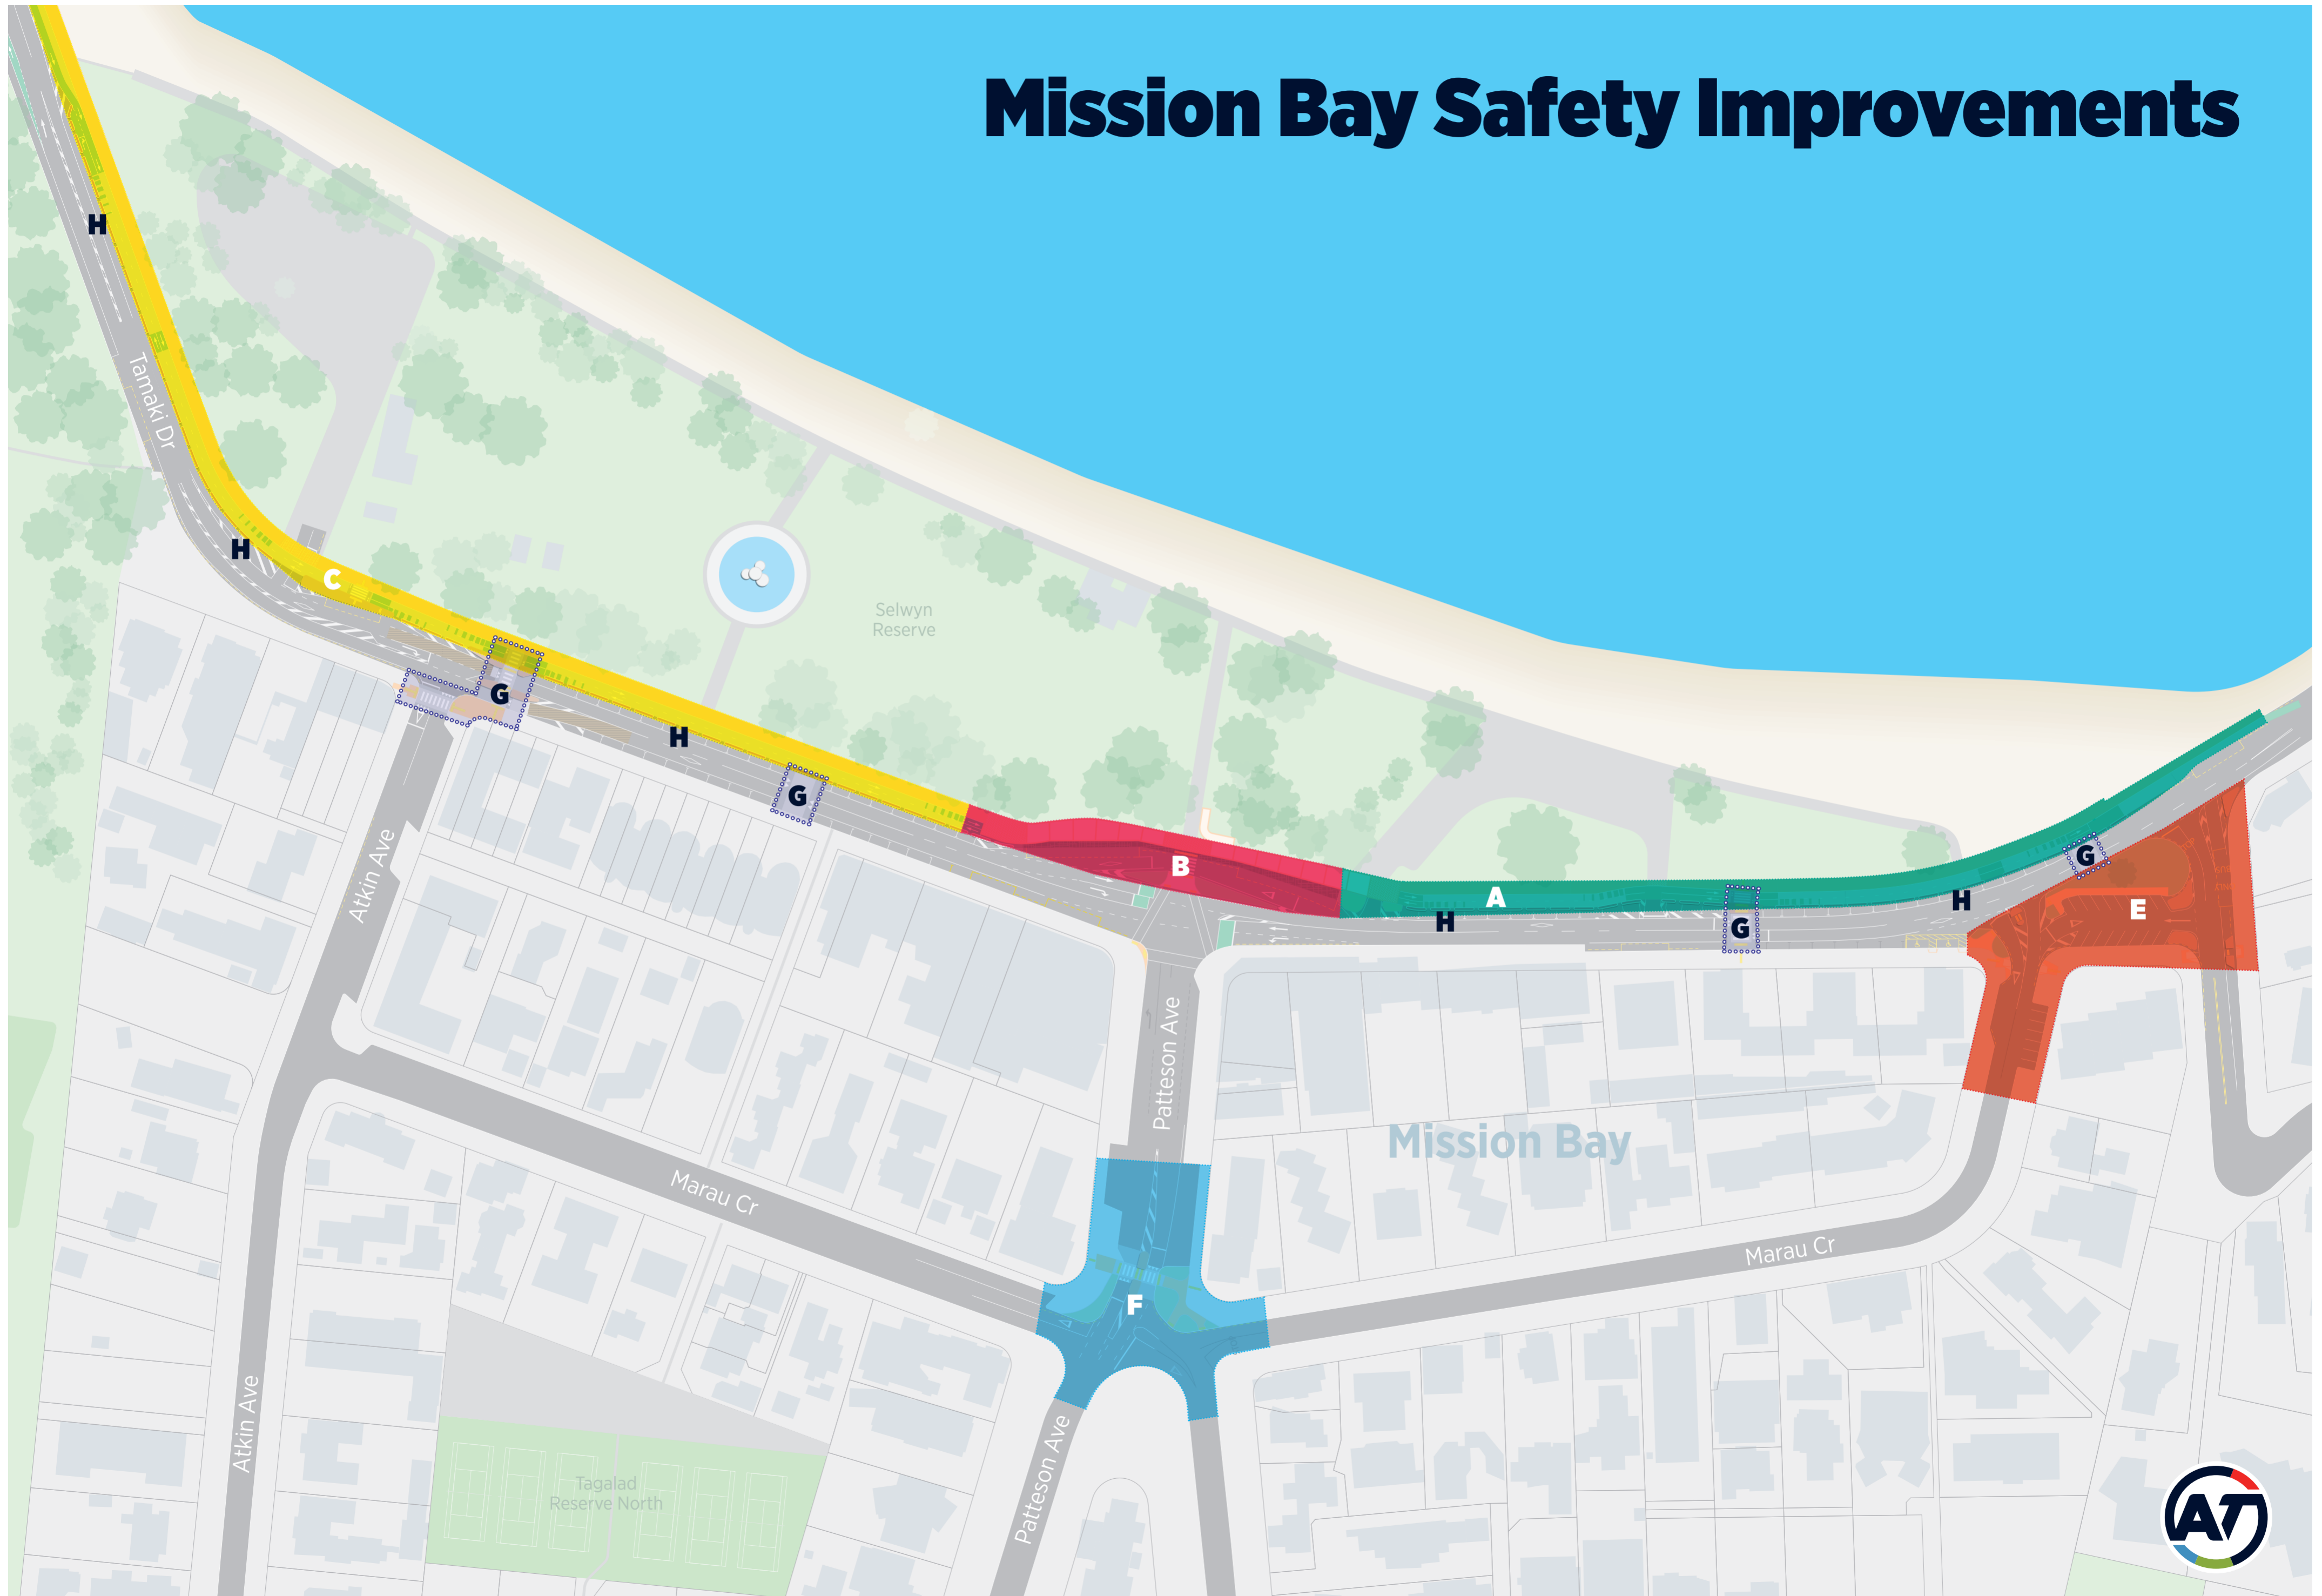 Mission Bay Safety Improvements
H
Tamaki Dr
H
C
Selwyn
Reserve
G
H
G
B
A
H
G
H
G
E
Atkin Ave
Patteson Ave
Mission Bay
Marau Cr
Marau Cr
F
Atkin Ave
Patteson Ave
Tagalad
Reserve North
AT